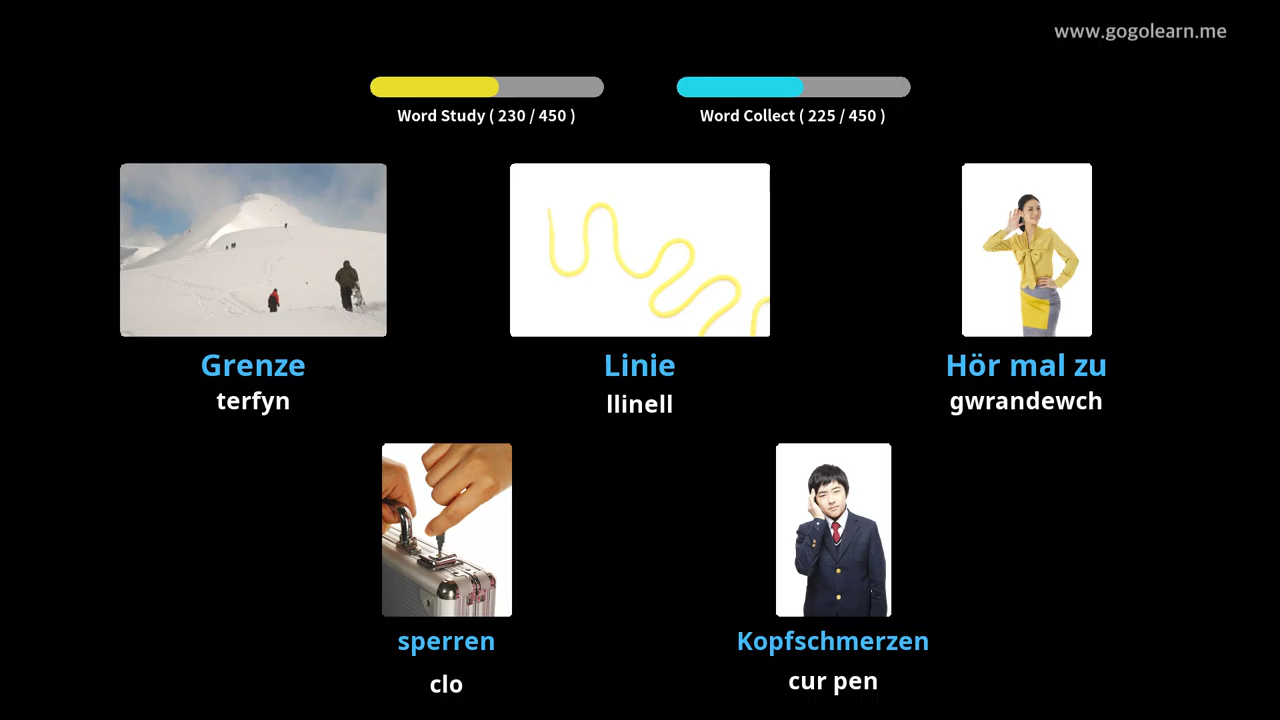 www.gogolearn.me
Word Study ( 230 / 450 )
Word Collect ( 225 / 450 )
Grenze
terfyn
Linie
llinell
Hör mal zu
gwrandewch
sperren
clo
Kopfschmerzen
cur pen